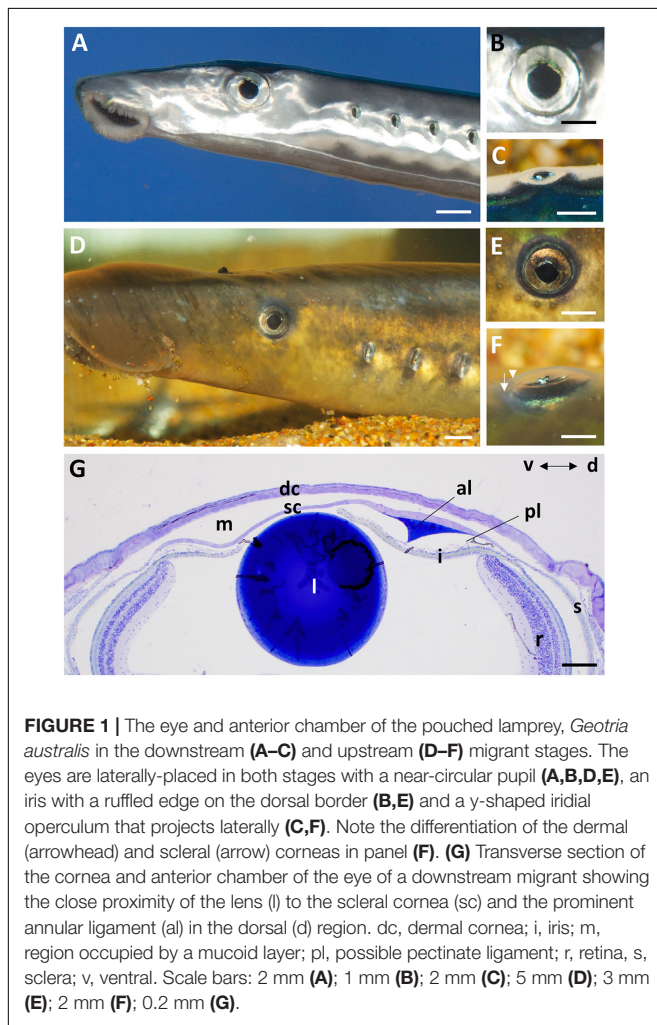 A
B
C
D
E
F
G
v d
dc
sc
al
m
pl
i
l
s
r
FIGURE 1 | The eye and anterior chamber of the pouched lamprey, Geotria
australis in the downstream (A–C) and upstream (D–F) migrant stages. The
eyes are laterally-placed in both stages with a near-circular pupil (A,B,D,E), an
iris with a ruffled edge on the dorsal border (B,E) and a y-shaped iridial
operculum that projects laterally (C,F). Note the differentiation of the dermal
(arrowhead) and scleral (arrow) corneas in panel (F). (G) Transverse section of
the cornea and anterior chamber of the eye of a downstream migrant showing
the close proximity of the lens (l) to the scleral cornea (sc) and the prominent
annular ligament (al) in the dorsal (d) region. dc, dermal cornea; i, iris; m,
region occupied by a mucoid layer; pl, possible pectinate ligament; r, retina, s,
sclera; v, ventral. Scale bars: 2 mm (A); 1 mm (B); 2 mm (C); 5 mm (D); 3 mm
(E); 2 mm (F); 0.2 mm (G).